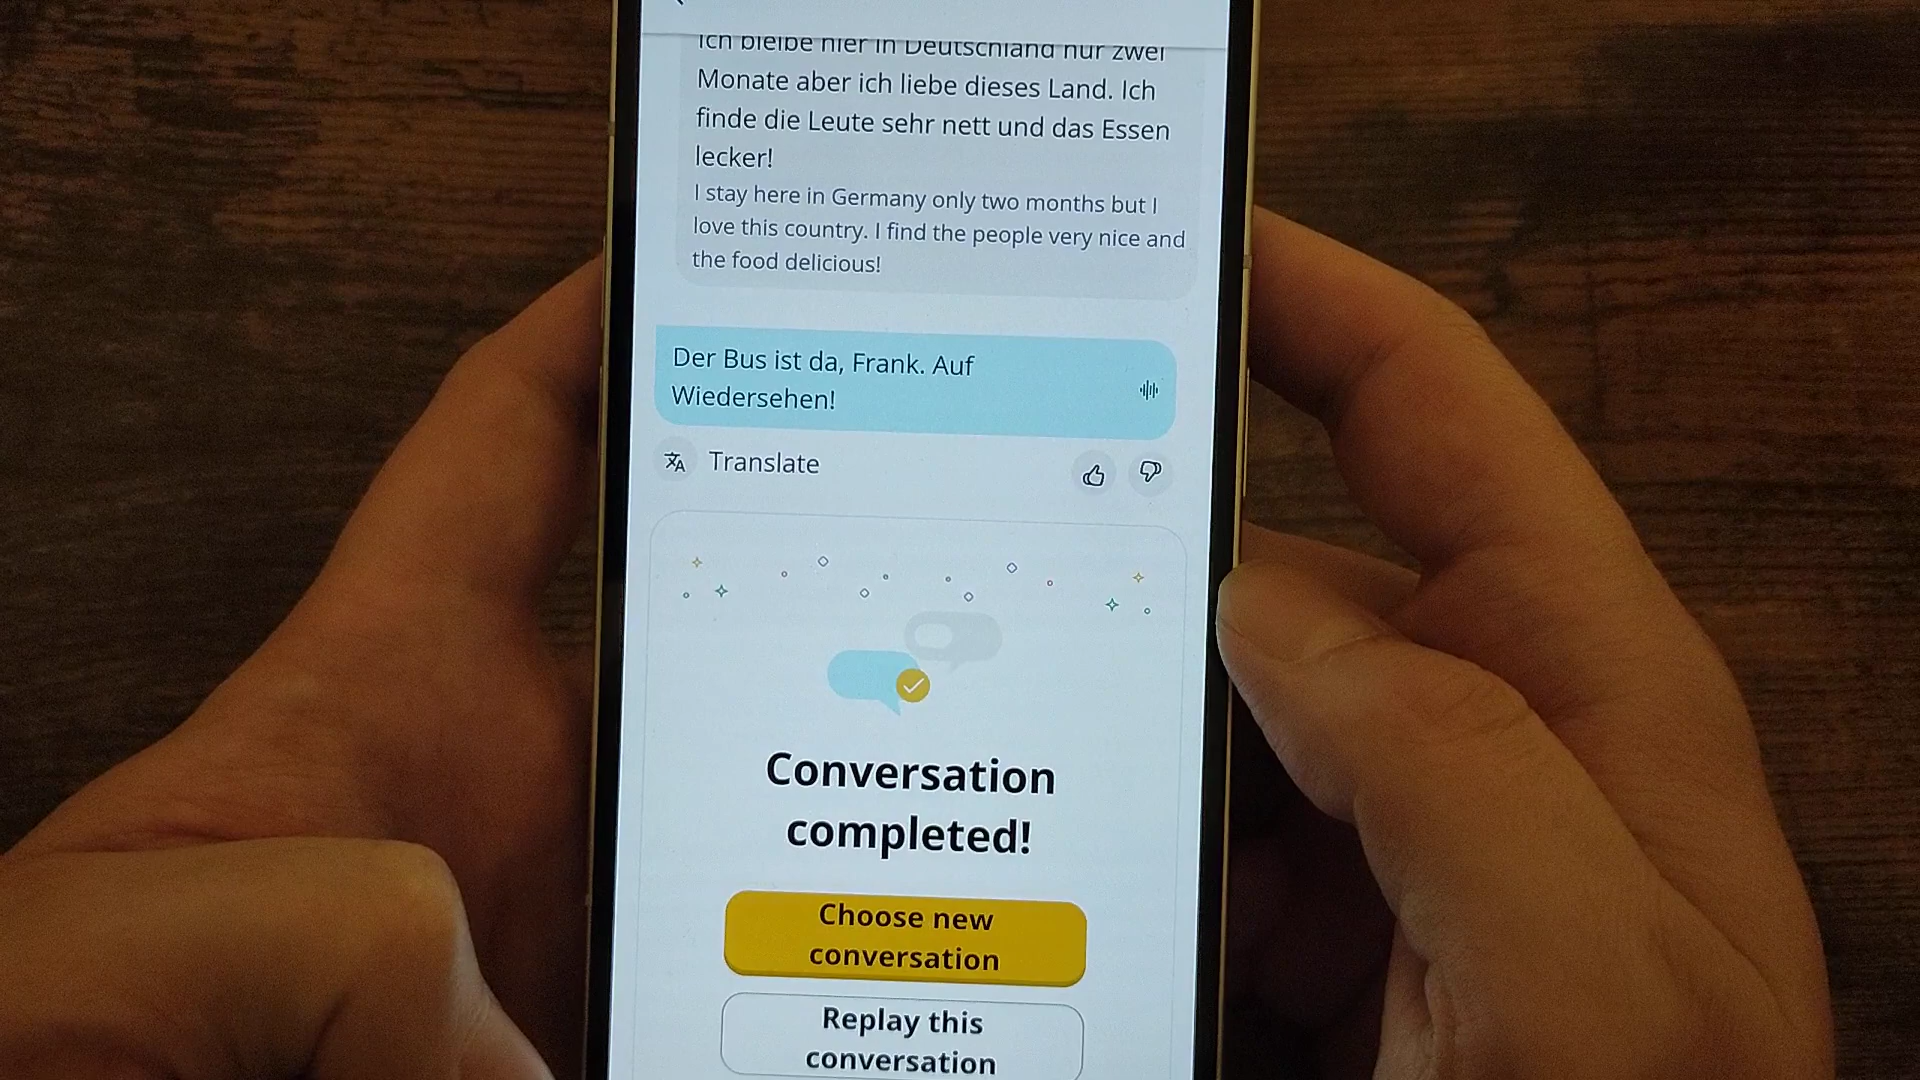 Ich bleibe hier in Deutschland nur zwei
Monate aber ich liebe dieses Land. Ich
finde die Leute sehr nett und das Essen
lecker!
I stay here in Germany only two months but I
love this country. I find the people very nice and
the food delicious!
Der Bus ist da, Frank. Auf
Wiedersehen!
Translate
Conversation
completed!
Choose new
conversation
Replay this
conversation